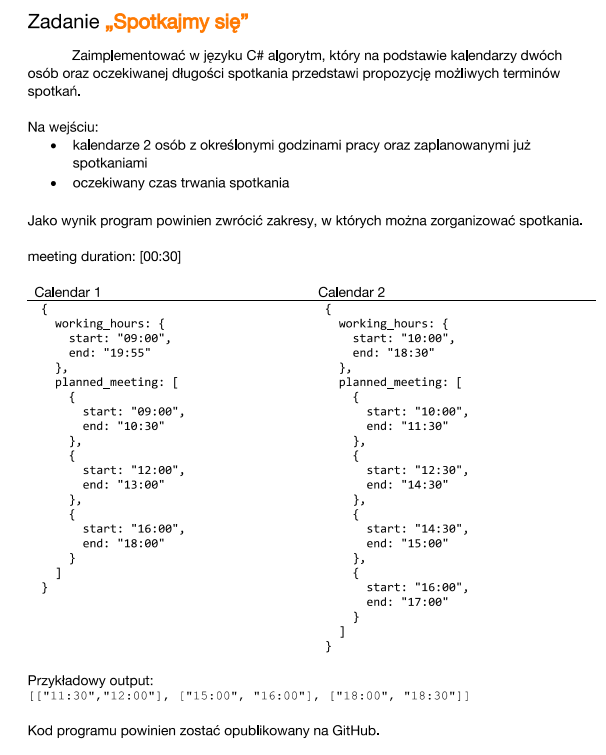 Zadanie „Spotkajmy się”
Zaimplementować w języku C# algorytm, który na podstawie kalendarzy dwóch
osób oraz oczekiwanej długości spotkania przedstawi propozycję możliwych terminów
spotkań.
Na wejściu:
• kalendarze 2 osób z określonymi godzinami pracy oraz zaplanowanymi już
spotkaniami
• oczekiwany czas trwania spotkania
Jako wynik program powinien zwrócić zakresy, w których można zorganizować spotkania.
meeting duration: [00:30]
Calendar 1
{
working_hours: {
start: "09:00",
end: "19:55"
},
planned_meeting: [
{
start: "09:00",
end: "10:30"
},
{
start: "12:00",
end: "13:00"
},
{
start: "16:00",
end: "18:00"
}
]
}
Calendar 2
{
working_hours: {
start: "10:00",
end: "18:30"
},
planned_meeting: [
{
start: "10:00",
end: "11:30"
},
{
start: "12:30",
end: "14:30"
},
{
start: "14:30",
end: "15:00"
},
{
start: "16:00",
end: "17:00"
}
]
}
Przykładowy output:
[["11:30","12:00"], ["15:00", "16:00"], ["18:00", "18:30"]]
Kod programu powinien zostać opublikowany na GitHub.